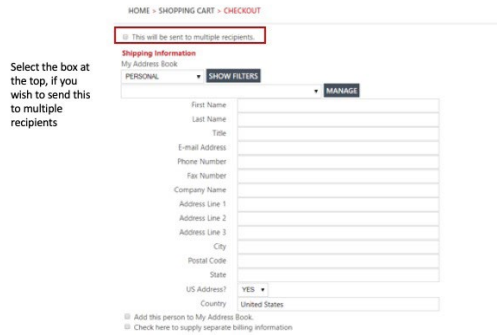 HOME > SHOPPING CART > CHECKOUT
This will be sent to multiple recipients.
Select the box at
the top, if you
wish to send this
to multiple
recipients
Shipping Information
My Address Book
PERSONAL SHOW FILTERS
MANAGE
First Name
Last Name
Title
E-mail Address
Phone Number
Fax Number
Company Name
Address Line 1
Address Line 2
Address Line 3
City
Postal Code
State
US Address? YES
Country United States
Add this person to My Address Book.
Check here to supply separate billing information